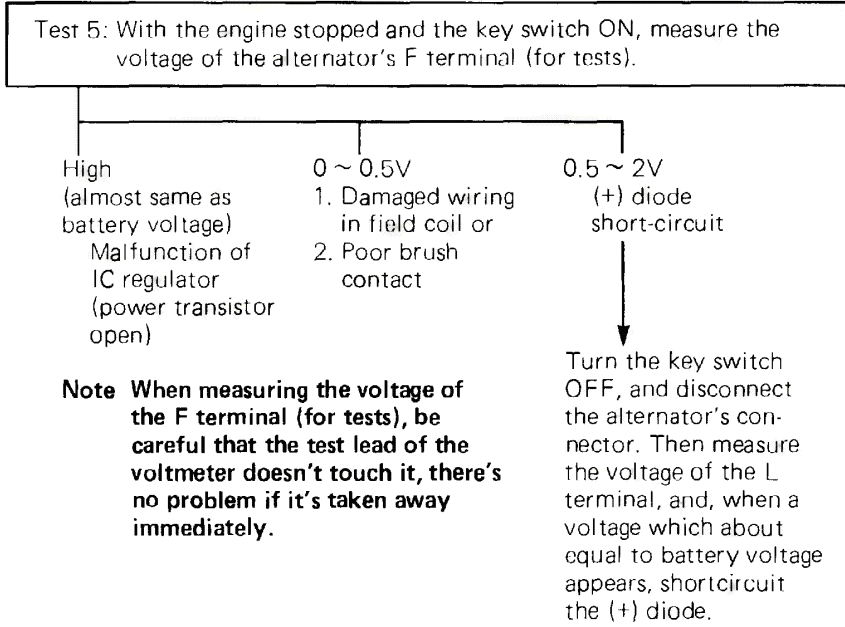 Test 5: With the engine stopped and the key switch ON, measure the
voltage of the alternator's F terminal (for tests).
High
(almost same as
battery voltage)
Malfunction of
IC regulator
(power transistor
open)
0 ~ 0.5V
1. Damaged wiring
in field coil or
2. Poor brush
contact
0.5 ~ 2V
(+) diode
short-circuit
Turn the key switch
OFF, and disconnect
the alternator's con-
nector. Then measure
the voltage of the L
terminal, and, when a
voltage which about
equal to battery voltage
appears, shortcircuit
the (+) diode.
Note When measuring the voltage of
the F terminal (for tests), be
careful that the test lead of the
voltmeter doesn't touch it, there's
no problem if it's taken away
immediately.